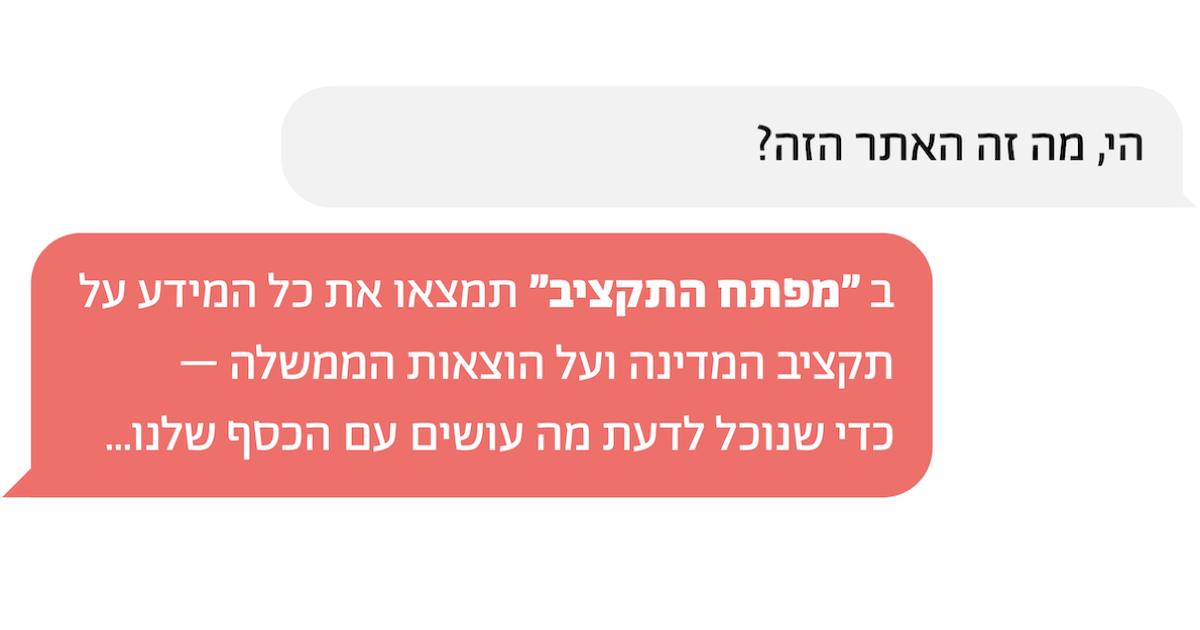 הי, מה זה האתר הזה?
ב "מפתח התקציב" תמצאו את כל המידע על
תקציב המדינה ועל הוצאות הממשלה —
כדי שנוכל לדעת מה עושים עם הכסף שלנו...